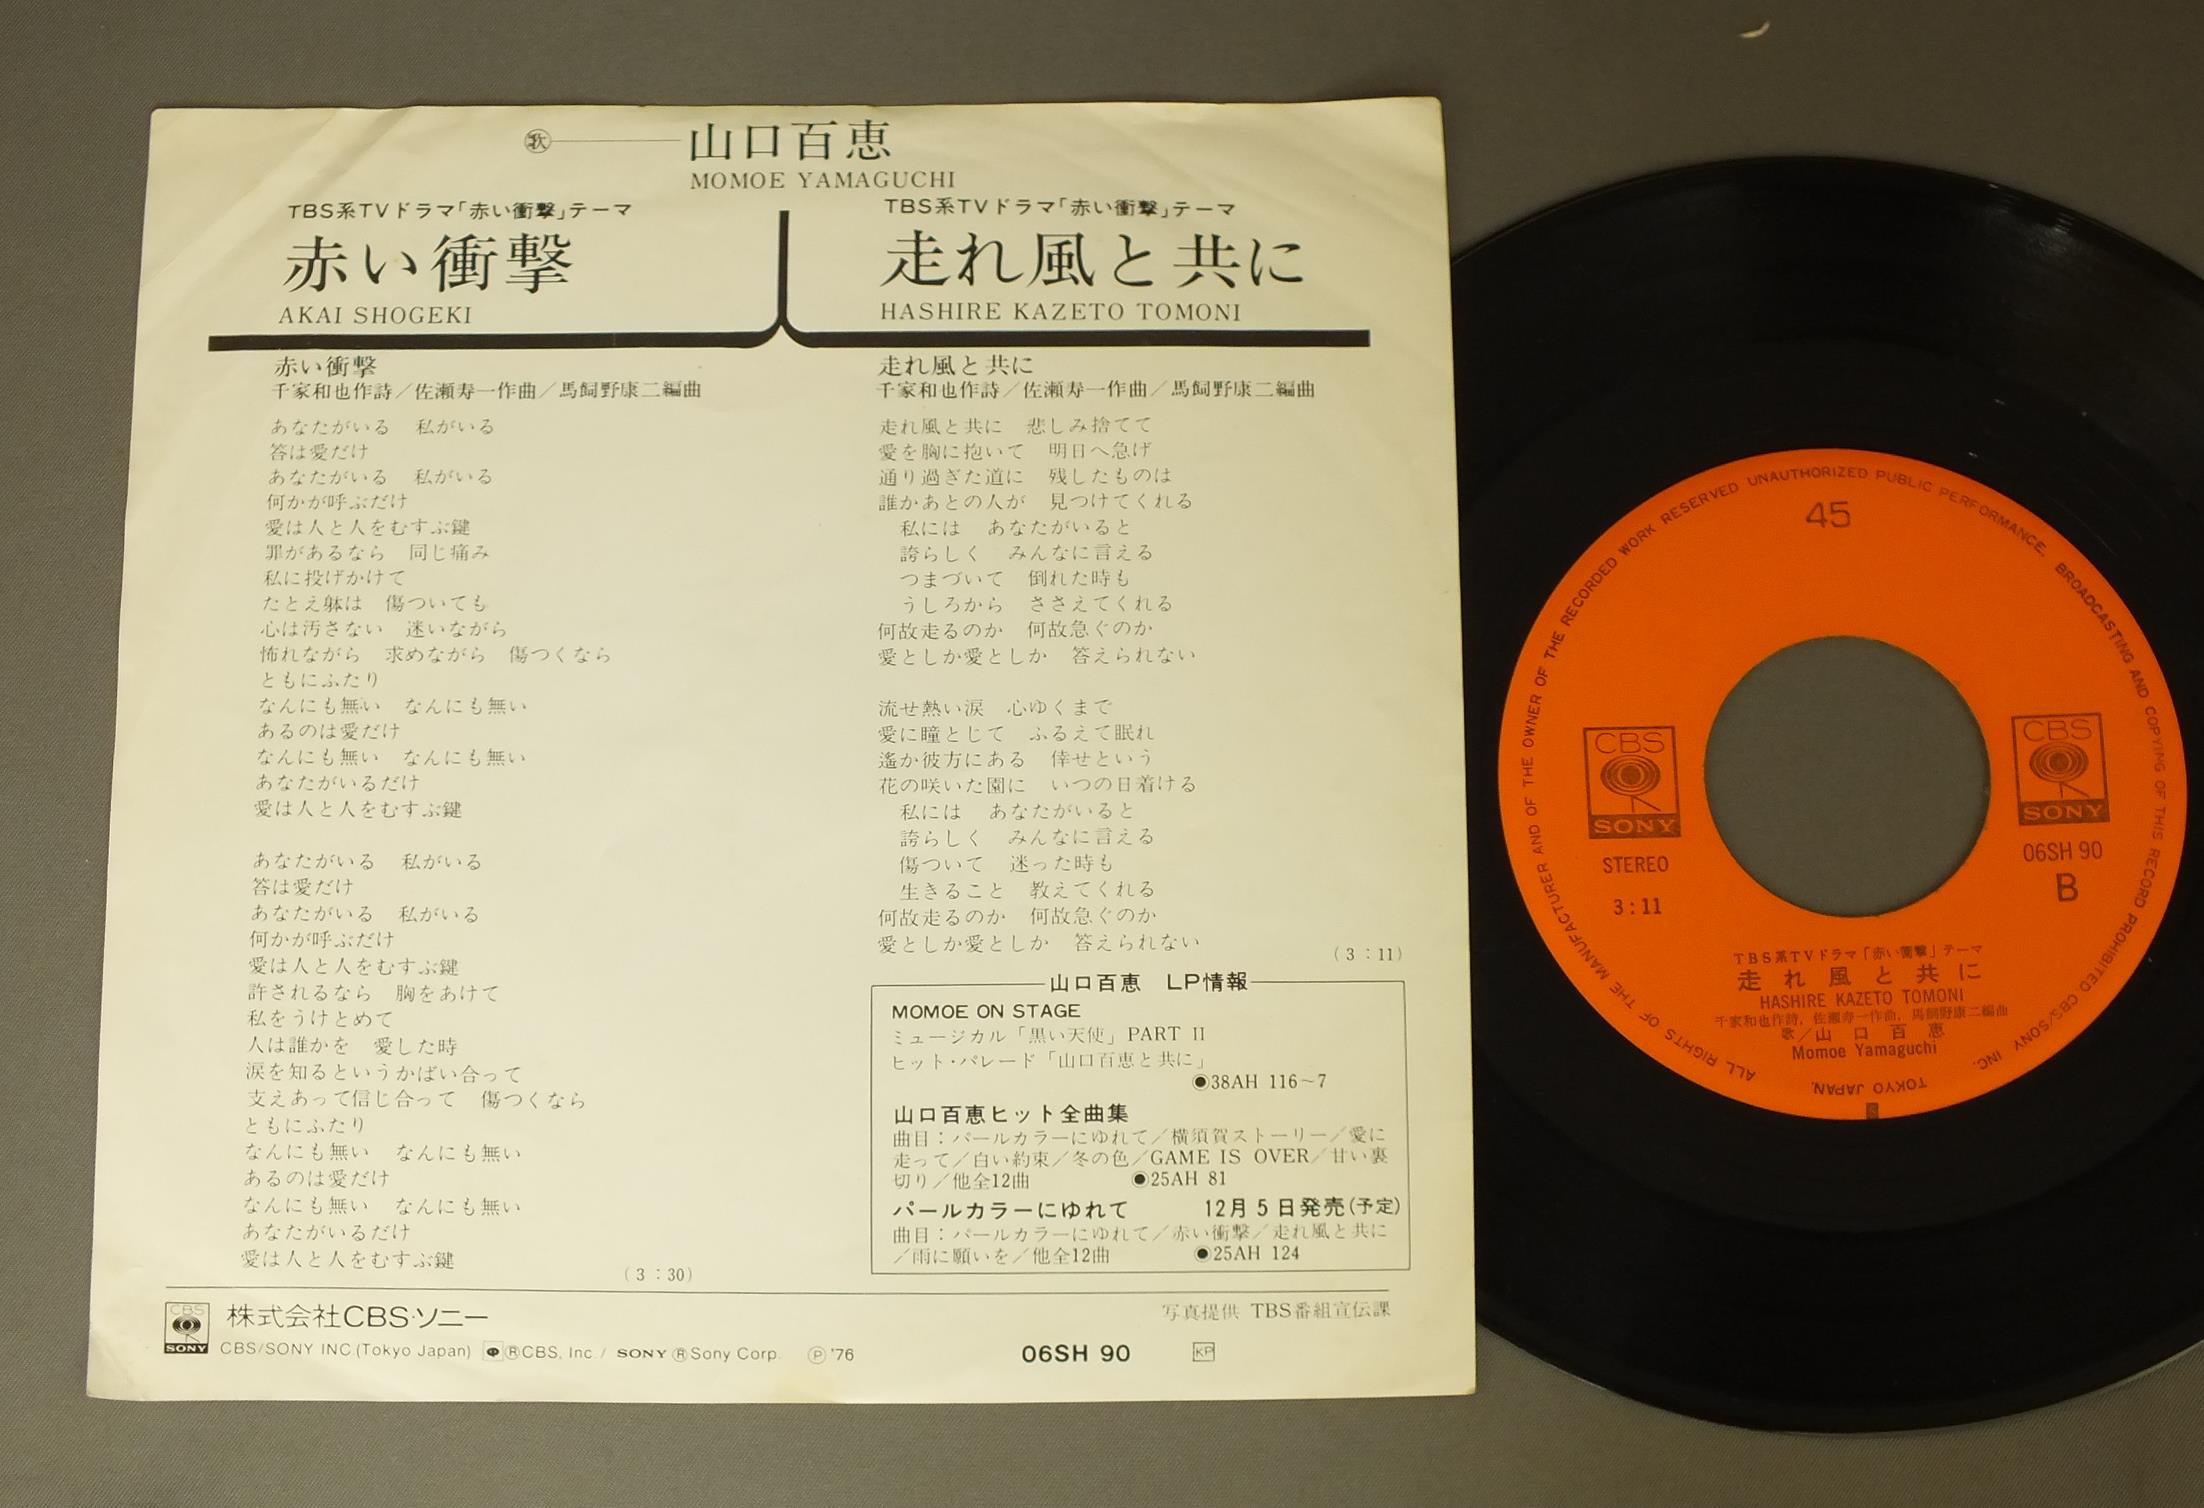 歌 山口百恵
MOMOE YAMAGUCHI
TBS系TVドラマ「赤い衝撃」テーマ
赤い衝撃
AKAI SHOGEKI
TBS系TVドラマ「赤い衝撃」テーマ
走れ風と共に
HASHIRE KAZETO TOMONI
赤い衝撃
千家和也作詩／佐瀬寿一作曲／馬飼野康二編曲
あなたがいる 私がいる
答は愛だけ
あなたがいる 私がいる
何かが呼ぶだけ
愛は人と人をむすぶ鍵
罪があるなら 同じ痛み
私に投げかけて
たとえ躰は 傷ついても
心は汚さない 迷いながら
怖れながら 求めながら 傷つくなら
ともにふたり
なんにも無い なんにも無い
あるのは愛だけ
なんにも無い なんにも無い
あなたがいるだけ
愛は人と人をむすぶ鍵
あなたがいる 私がいる
答は愛だけ
あなたがいる 私がいる
何かが呼ぶだけ
愛は人と人をむすぶ鍵
許されるなら 胸をあけて
私をうけとめて
人は誰かを 愛した時
涙を知るというかばい合って
支えあって信じ合って 傷つくなら
ともにふたり
なんにも無い なんにも無い
あるのは愛だけ
なんにも無い なんにも無い
あなたがいるだけ
愛は人と人をむすぶ鍵
(3:30)
走れ風と共に
千家和也作詩／佐瀬寿一作曲／馬飼野康二編曲
走れ風と共に 悲しみ捨てて
愛を胸に抱いて 明日へ急げ
通り過ぎた道に 残したものは
誰かあとの人が 見つけてくれる
私には あなたがいると
誇らしく みんなに言える
つまづいて 倒れた時も
うしろから ささえてくれる
何故走るのか 何故急ぐのか
愛としか愛としか 答えられない
流せ熱い涙 心ゆくまで
愛に瞳とじて ふるえて眠れ
遙か彼方にある 倖せという
花の咲いた園に いつの日着ける
私には あなたがいると
誇らしく みんなに言える
傷ついて 迷った時も
生きること 教えてくれる
何故走るのか 何故急ぐのか
愛としか愛としか 答えられない
(3:11)
山口百恵 LP情報
MOMOE ON STAGE
ミュージカル「黒い天使」PART II
ヒット・パレード「山口百恵と共に」
●38AH 116～7
山口百恵ヒット全曲集
曲目：パールカラーにゆれて／横須賀ストーリー／愛に
走って／白い約束／冬の色／GAME IS OVER／甘い裏
切り／他全12曲 ●25AH 81
パールカラーにゆれて 12月5日発売(予定)
曲目：パールカラーにゆれて／赤い衝撃／走れ風と共に
／雨に願いを／他全12曲 ●25AH 124
CBS SONY 株式会社CBS・ソニー
写真提供 TBS番組宣伝課
CBS/SONY INC (Tokyo Japan) ®CBS, Inc./ SONY ®Sony Corp. Ⓟ'76
06SH 90 KP
ALL RIGHTS OF THE MANUFACTURER AND OF THE OWNER OF THE RECORDED WORK RESERVED UNAUTHORIZED PUBLIC PERFORMANCE, BROADCASTING AND COPYING OF THIS RECORD PROHIBITED. CBS/SONY INC. TOKYO JAPAN.
45
CBS SONY
STEREO
3:11
CBS SONY
06SH 90
B
TBS系TVドラマ「赤い衝撃」テーマ
走れ風と共に
HASHIRE KAZETO TOMONI
千家和也作詩，佐瀬寿一作曲，馬飼野康二編曲
歌／山口百恵
Momoe Yamaguchi